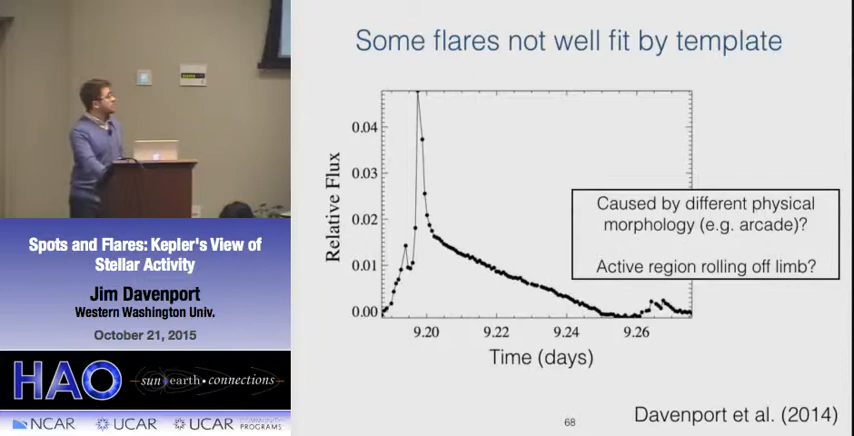 Some flares not well fit by template
0.04
0.03
0.02
0.01
0.00
Relative Flux
9.20
9.22
9.24
9.26
Time (days)
Caused by different physical
morphology (e.g. arcade)?
Active region rolling off limb?
68
Davenport et al. (2014)
Spots and Flares: Kepler's View of
Stellar Activity
Jim Davenport
Western Washington Univ.
October 21, 2015
HAO
sun earth • connections
NCAR
UCAR
UCAR
PROGRAMS